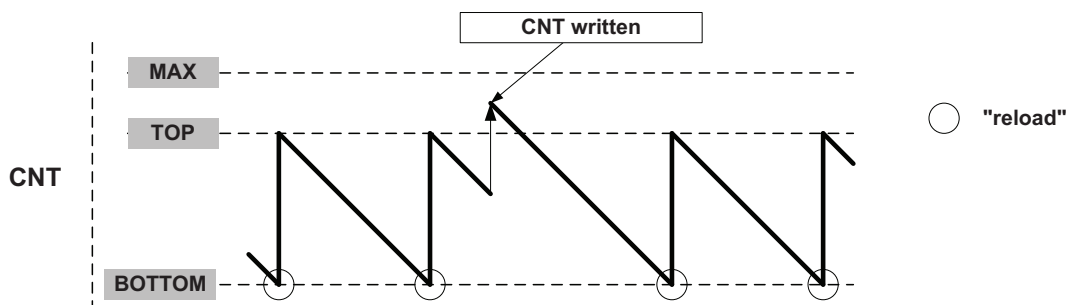 CNT written
MAX
"reload"
TOP
CNT
BOTTOM